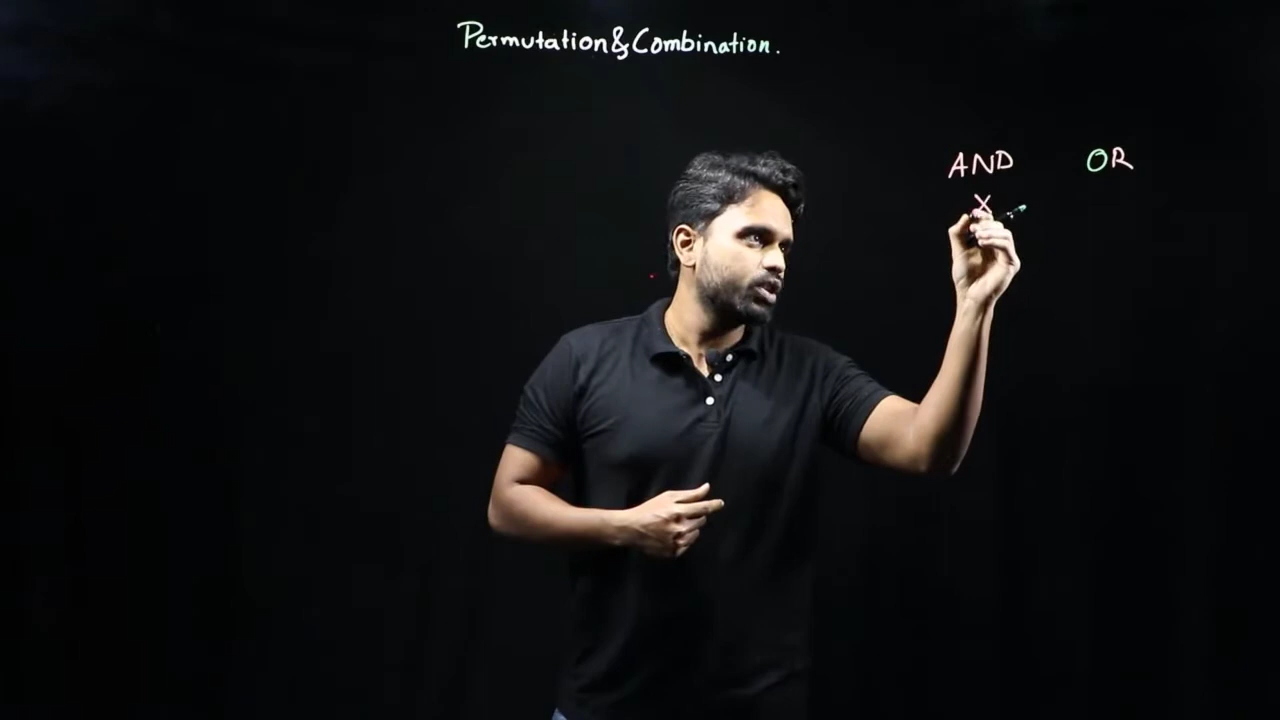 Permutation & Combination.
AND OR
X